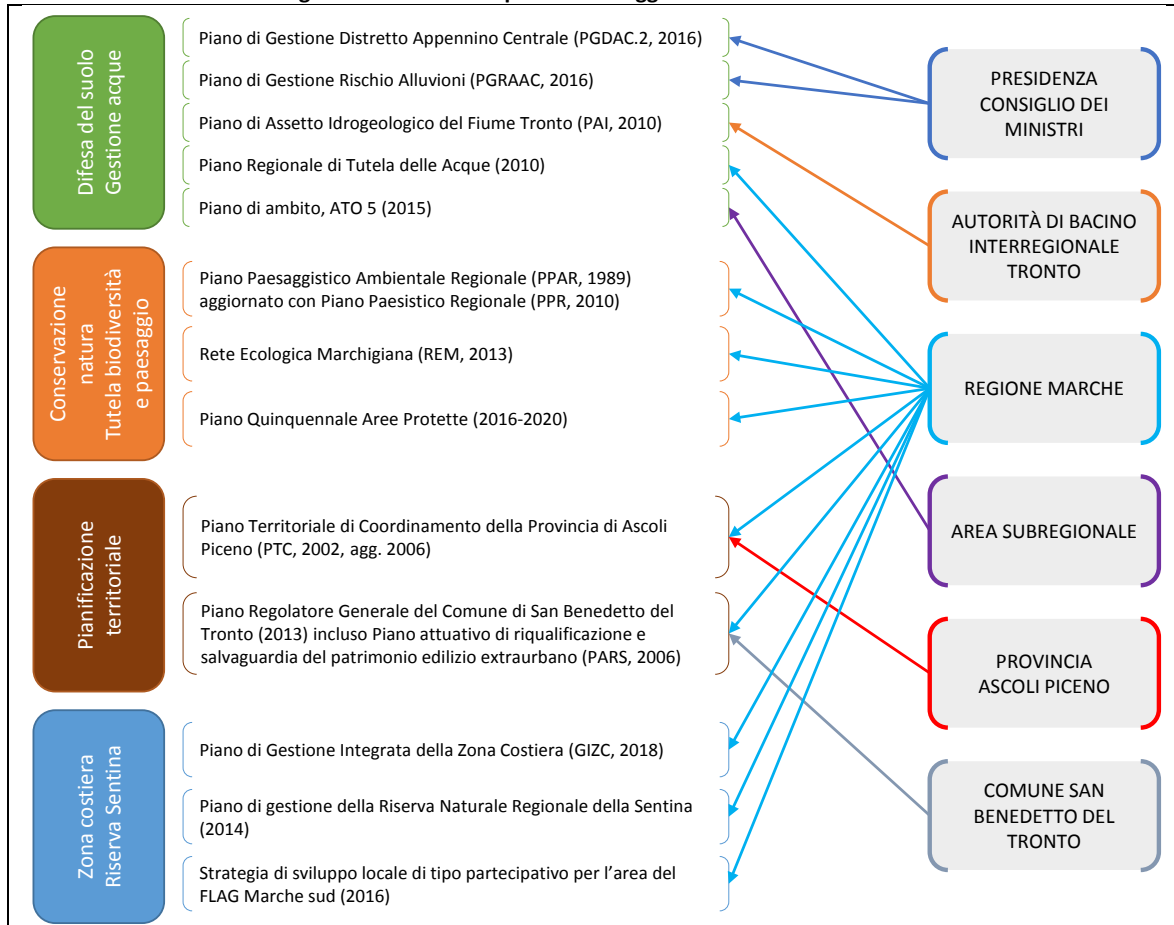 Difesa del suolo
Gestione acque
Piano di Gestione Distretto Appennino Centrale (PGDAC.2, 2016)
Piano di Gestione Rischio Alluvioni (PGRAAC, 2016)
Piano di Assetto Idrogeologico del Fiume Tronto (PAI, 2010)
Piano Regionale di Tutela delle Acque (2010)
Piano di ambito, ATO 5 (2015)
Conservazione
natura
Tutela biodiversità
e paesaggio
Piano Paesaggistico Ambientale Regionale (PPAR, 1989)
aggiornato con Piano Paesistico Regionale (PPR, 2010)
Rete Ecologica Marchigiana (REM, 2013)
Piano Quinquennale Aree Protette (2016-2020)
Pianificazione
territoriale
Piano Territoriale di Coordinamento della Provincia di Ascoli
Piceno (PTC, 2002, agg. 2006)
Piano Regolatore Generale del Comune di San Benedetto del
Tronto (2013) incluso Piano attuativo di riqualificazione e
salvaguardia del patrimonio edilizio extraurbano (PARS, 2006)
Zona costiera
Riserva Sentina
Piano di Gestione Integrata della Zona Costiera (GIZC, 2018)
Piano di gestione della Riserva Naturale Regionale della Sentina
(2014)
Strategia di sviluppo locale di tipo partecipativo per l'area del
FLAG Marche sud (2016)
PRESIDENZA
CONSIGLIO DEI
MINISTRI
AUTORITÀ DI BACINO
INTERREGIONALE
TRONTO
REGIONE MARCHE
AREA SUBREGIONALE
PROVINCIA
ASCOLI PICENO
COMUNE SAN
BENEDETTO DEL
TRONTO